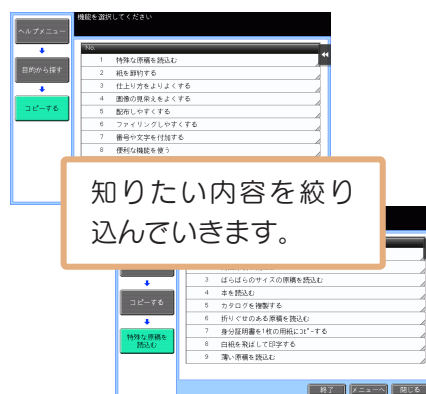 機能を選択してください
ヘルプメニュー
目的から探す
コピーする
No.
1 特殊な原稿を読込む
2 紙を節約する
3 仕上り方をよりよくする
4 画像の見栄えをよくする
5 配布しやすくする
6 ファイリングしやすくする
7 番号や文字を付加する
8 便利な機能を使う
知りたい内容を絞り
込んでいきます。
コピーする
特殊な原稿を
読込む
3 ばらばらのサイズの原稿を読込む
4 本を読込む
5 カタログを複製する
6 折りぐせのある原稿を読込む
7 身分証明書を1枚の用紙にｺﾋﾟｰする
8 白紙を飛ばして印字する
9 薄い原稿を読込む
終了 メニューへ 閉じる